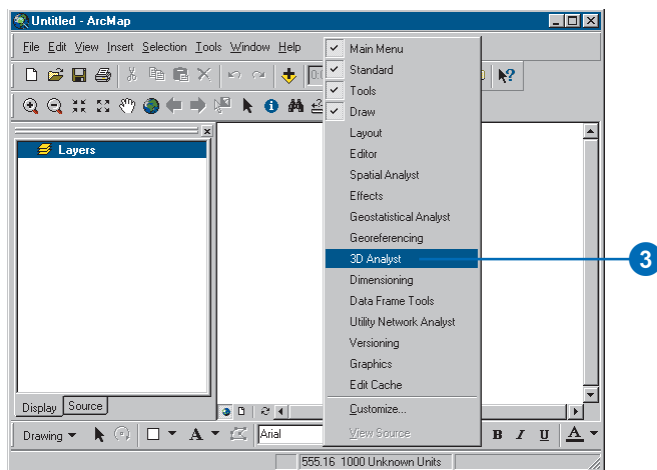 Untitled - ArcMap
File Edit View Insert Selection Tools Window Help
Main Menu
Standard
Tools
Draw
Layout
Editor
Spatial Analyst
Effects
Geostatistical Analyst
Georeferencing
3D Analyst
3
Dimensioning
Data Frame Tools
Utility Network Analyst
Versioning
Graphics
Edit Cache
Customize...
View Source
Layers
Display Source
Drawing A Arial B I U A
555.16 1000 Unknown Units